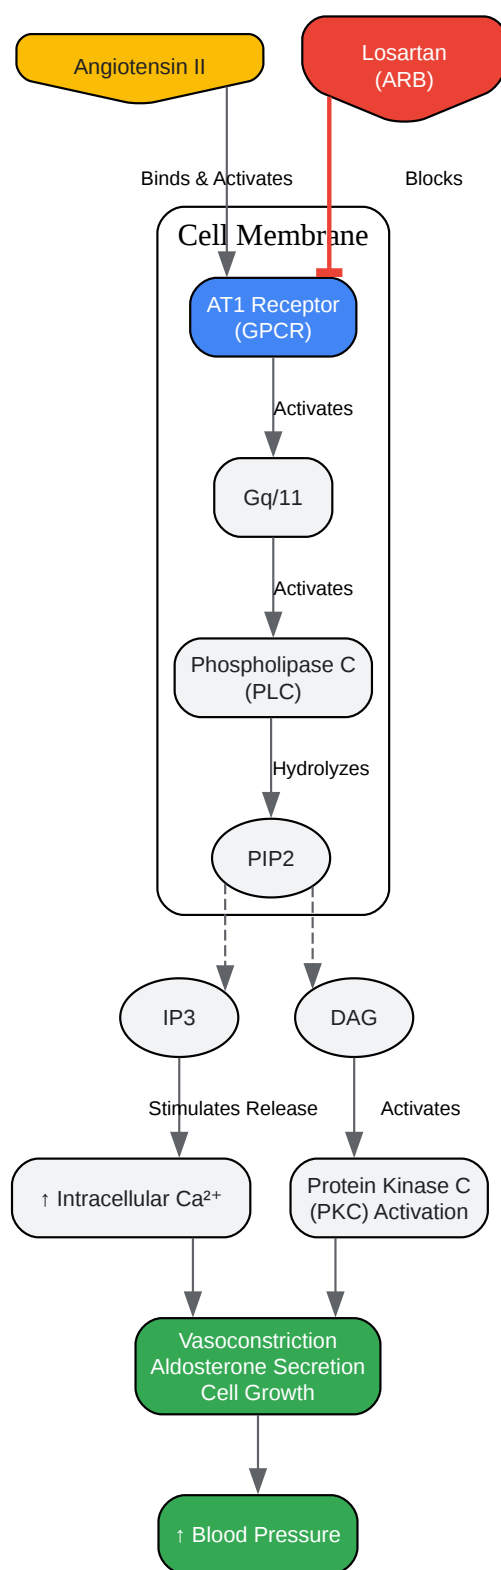 Angiotensin II
Losartan
(ARB)
Binds & Activates
Blocks
Cell Membrane
AT1 Receptor
(GPCR)
Activates
Gq/11
Activates
Phospholipase C
(PLC)
Hydrolyzes
PIP2
IP3
DAG
Stimulates Release
Activates
↑ Intracellular Ca²⁺
Protein Kinase C
(PKC) Activation
Vasoconstriction
Aldosterone Secretion
Cell Growth
↑ Blood Pressure